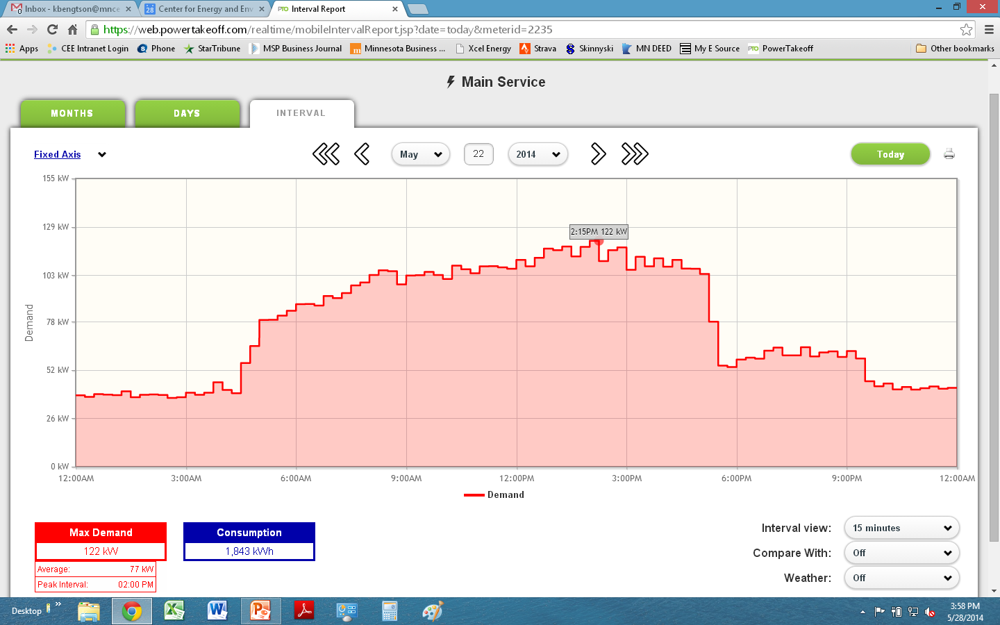 Inbox - kbengtson@mnce
Center for Energy and Env
PTO Interval Report
https://web.powertakeoff.com/realtime/mobileIntervalReport.jsp?date=today&meterid=2235
Apps CEE Intranet Login Phone StarTribune MSP Business Journal Minnesota Business ... Xcel Energy Strava Skinnyski MN DEED My E Source PTO PowerTakeoff Other bookmarks
Main Service
MONTHS DAYS INTERVAL
Fixed Axis May 22 2014 Today
155 kW
129 kW
2:15PM 122 kW
103 kW
78 kW
52 kW
26 kW
0 kW
Demand
12:00AM 3:00AM 6:00AM 9:00AM 12:00PM 3:00PM 6:00PM 9:00PM 12:00AM
Demand
Max Demand
122 kW
Average: 77 kW
Peak Interval: 02:00 PM
Consumption
1,843 kWh
Interval view: 15 minutes
Compare With: Off
Weather: Off
Desktop
3:58 PM
5/28/2014